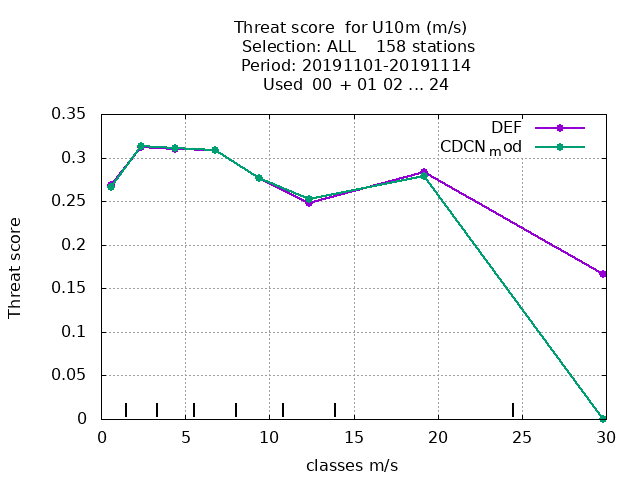 Threat score for U10m (m/s)
Selection: ALL 158 stations
Period: 20191101-20191114
Used 00 + 01 02 ... 24
0.35
0.3
0.25
0.2
0.15
0.1
0.05
0
Threat score
DEF
CDCN_mod
0 5 10 15 20 25 30
classes m/s